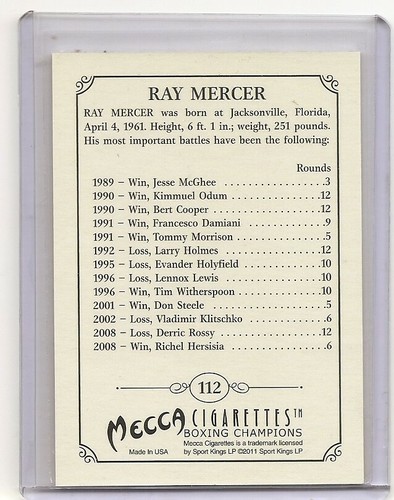 RAY MERCER
RAY MERCER was born at Jacksonville, Florida,
April 4, 1961. Height, 6 ft. 1 in.; weight, 251 pounds.
His most important battles have been the following:
Rounds
1989 – Win, Jesse McGhee . . . . . . . . . . . . . . . .3
1990 – Win, Kimmuel Odum . . . . . . . . . . . . . .12
1990 – Win, Bert Cooper . . . . . . . . . . . . . . . . .12
1991 – Win, Francesco Damiani . . . . . . . . . . . .9
1991 – Win, Tommy Morrison . . . . . . . . . . . . . .5
1992 – Loss, Larry Holmes . . . . . . . . . . . . . . .12
1995 – Loss, Evander Holyfield . . . . . . . . . . . .10
1996 – Loss, Lennox Lewis . . . . . . . . . . . . . . .10
1996 – Win, Tim Witherspoon . . . . . . . . . . . . .10
2001 – Win, Don Steele . . . . . . . . . . . . . . . . . .5
2002 – Loss, Vladimir Klitschko . . . . . . . . . . . .6
2008 – Loss, Derric Rossy . . . . . . . . . . . . . . . .12
2008 – Win, Richel Hersisia . . . . . . . . . . . . . . .6
112
MECCA CIGARETTES™
BOXING CHAMPIONS
Mecca Cigarettes is a trademark licensed
Made In USA by Sport Kings LP ©2011 Sport Kings LP